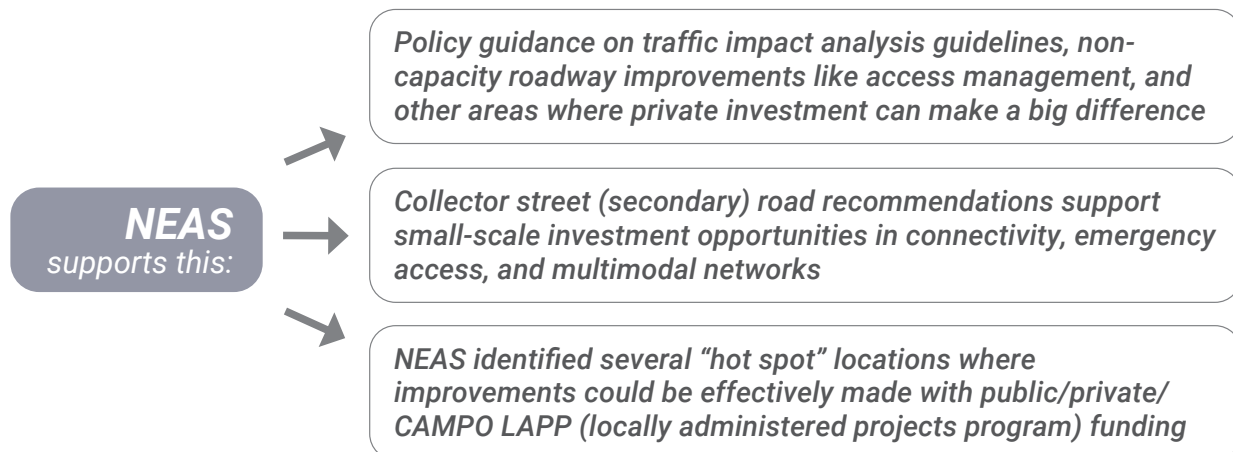 NEAS
supports this:
Policy guidance on traffic impact analysis guidelines, non-
capacity roadway improvements like access management, and
other areas where private investment can make a big difference
Collector street (secondary) road recommendations support
small-scale investment opportunities in connectivity, emergency
access, and multimodal networks
NEAS identified several “hot spot” locations where
improvements could be effectively made with public/private/
CAMPO LAPP (locally administered projects program) funding